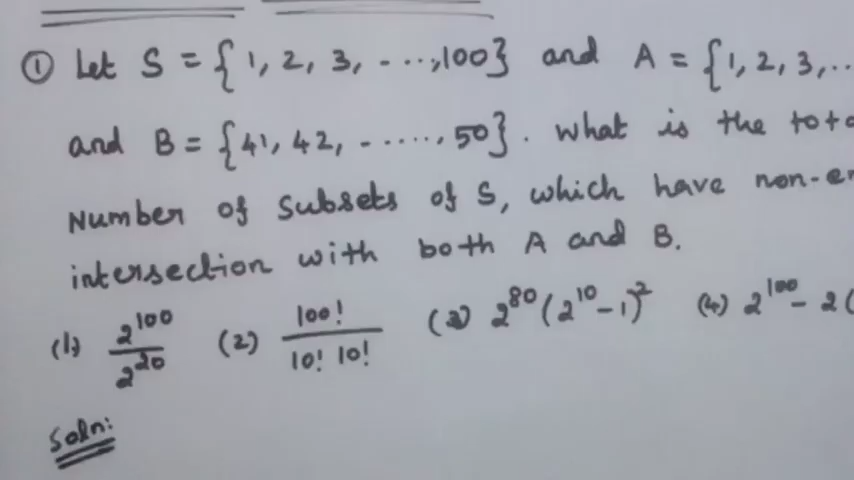 ① Let S = {1, 2, 3, - ...,100} and A = {1, 2, 3,...
and B = {41, 42, - ....., 50}. What is the
Number of Subsets of S, which have
intersection with both A and B.
(1) 2^100/2^20 (2) 100!/10! 10! (3) 2^80 (2^10 - 1)^2 (4) 2^100 - 2(
Soln: